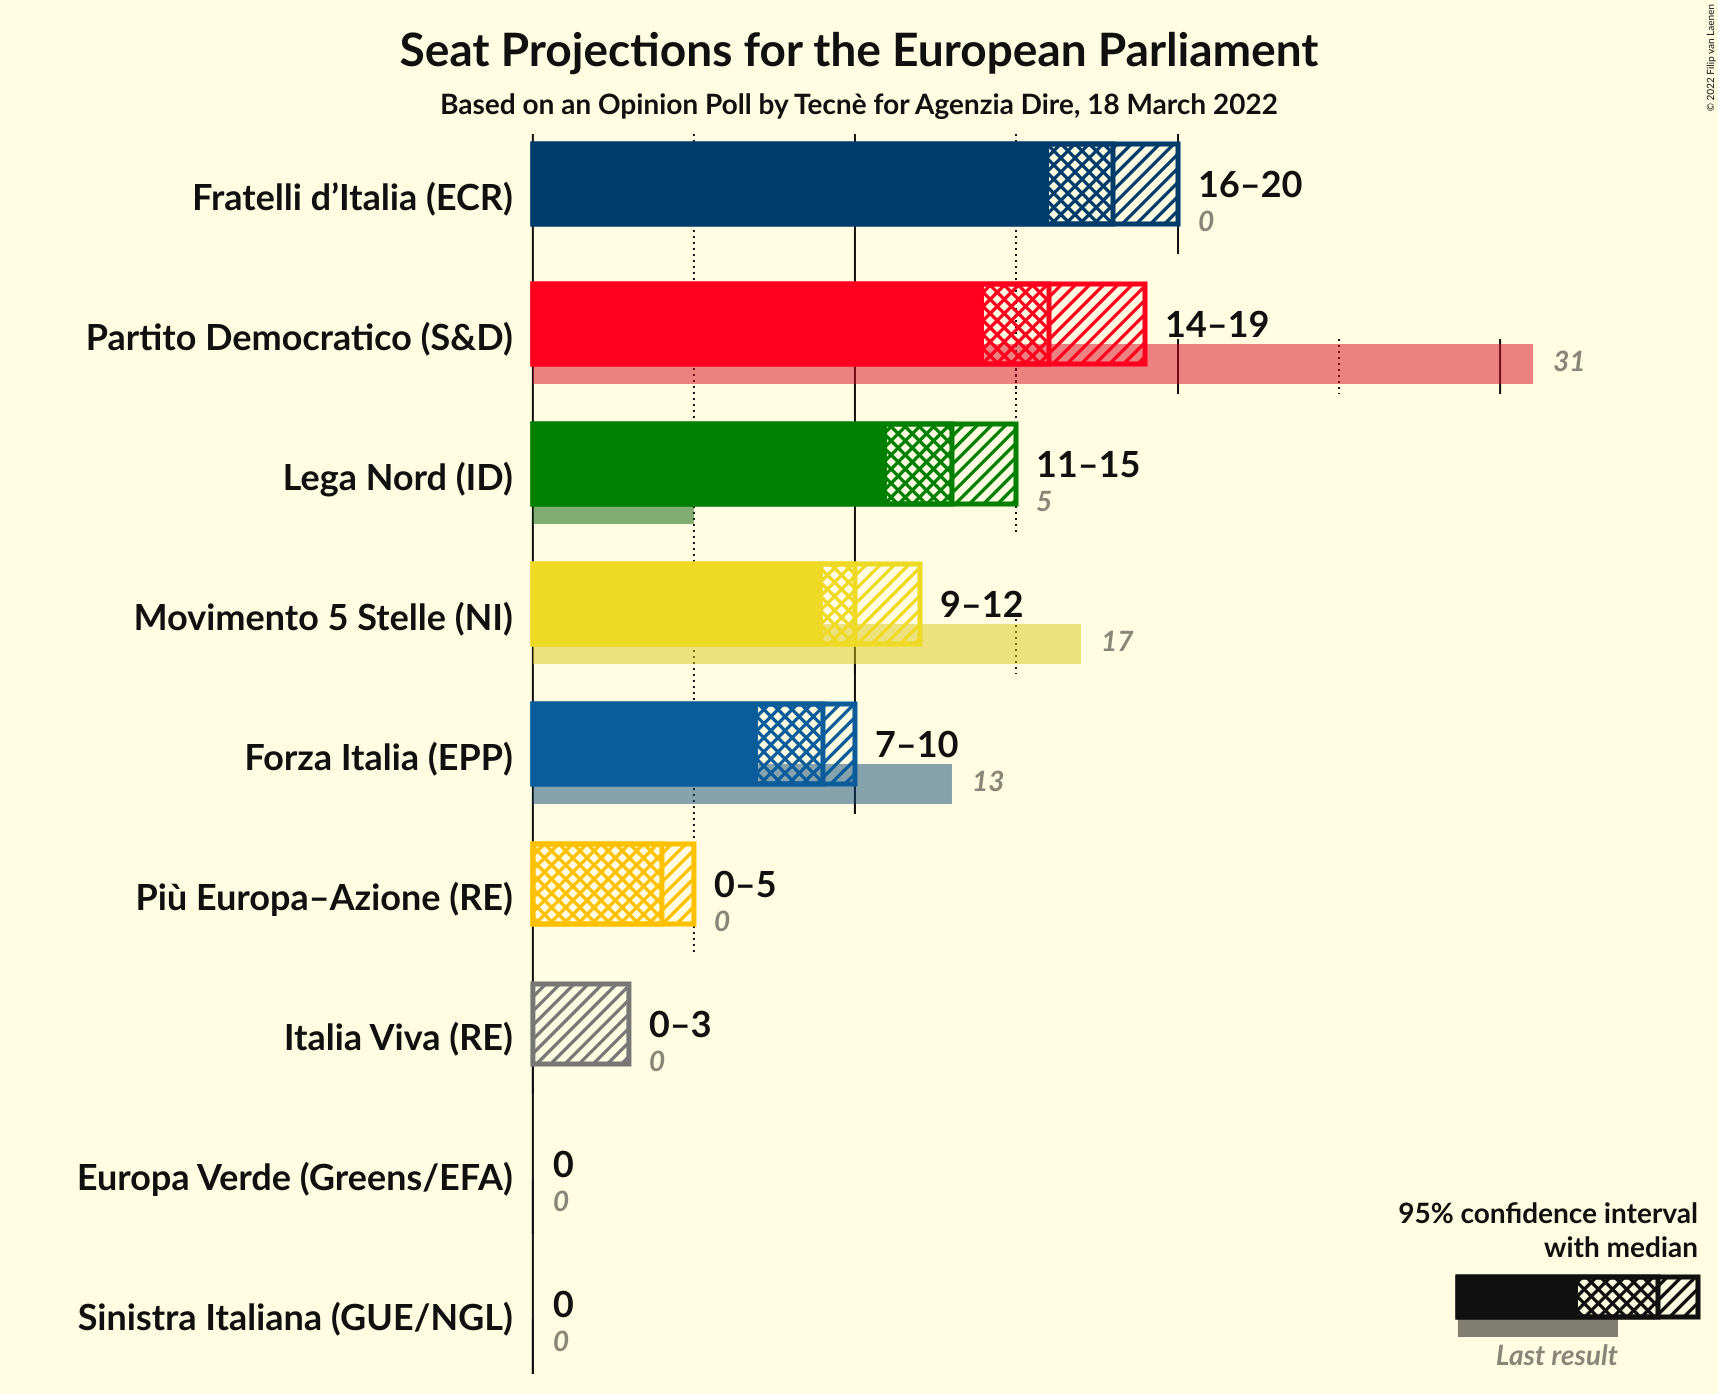 Seat Projections for the European Parliament
Based on an Opinion Poll by Tecnè for Agenzia Dire, 18 March 2022
© 2022 Filip van Laenen
Fratelli d’Italia (ECR)
16–20
0
Partito Democratico (S&D)
14–19
31
Lega Nord (ID)
11–15
5
Movimento 5 Stelle (NI)
9–12
17
Forza Italia (EPP)
7–10
13
Più Europa–Azione (RE)
0–5
0
Italia Viva (RE)
0–3
0
Europa Verde (Greens/EFA)
0
0
Sinistra Italiana (GUE/NGL)
0
0
95% confidence interval
with median
Last result